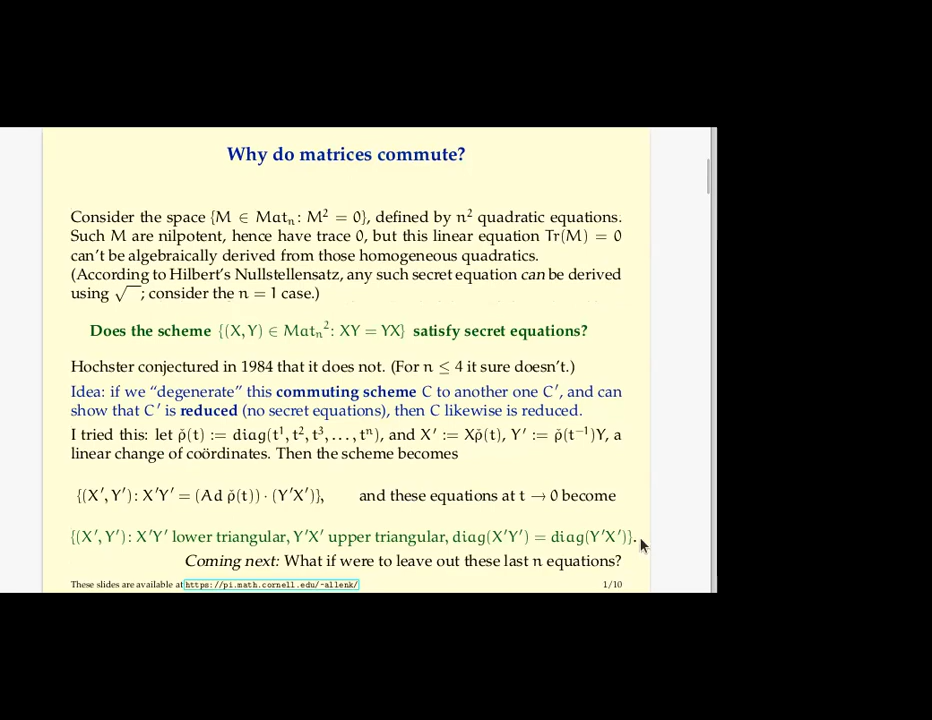 Why do matrices commute?
Consider the space {M ∈ Matₙ : M² = 0}, defined by n² quadratic equations.
Such M are nilpotent, hence have trace 0, but this linear equation Tr(M) = 0
can't be algebraically derived from those homogeneous quadratics.
(According to Hilbert's Nullstellensatz, any such secret equation can be derived
using √ ; consider the n = 1 case.)
Does the scheme {(X, Y) ∈ Matₙ² : XY = YX} satisfy secret equations?
Hochster conjectured in 1984 that it does not. (For n ≤ 4 it sure doesn't.)
Idea: if we “degenerate” this commuting scheme C to another one C′, and can
show that C′ is reduced (no secret equations), then C likewise is reduced.
I tried this: let ρ̌(t) := diag(t¹, t², t³, . . . , tⁿ), and X′ := Xρ̌(t), Y′ := ρ̌(t⁻¹)Y, a
linear change of coördinates. Then the scheme becomes
{(X′, Y′) : X′Y′ = (Ad ρ̌(t)) · (Y′X′)}, and these equations at t → 0 become
{(X′, Y′) : X′Y′ lower triangular, Y′X′ upper triangular, diag(X′Y′) = diag(Y′X′)}.
Coming next: What if we're to leave out these last n equations?
These slides are available at https://pi.math.cornell.edu/~allenk/ 1/10